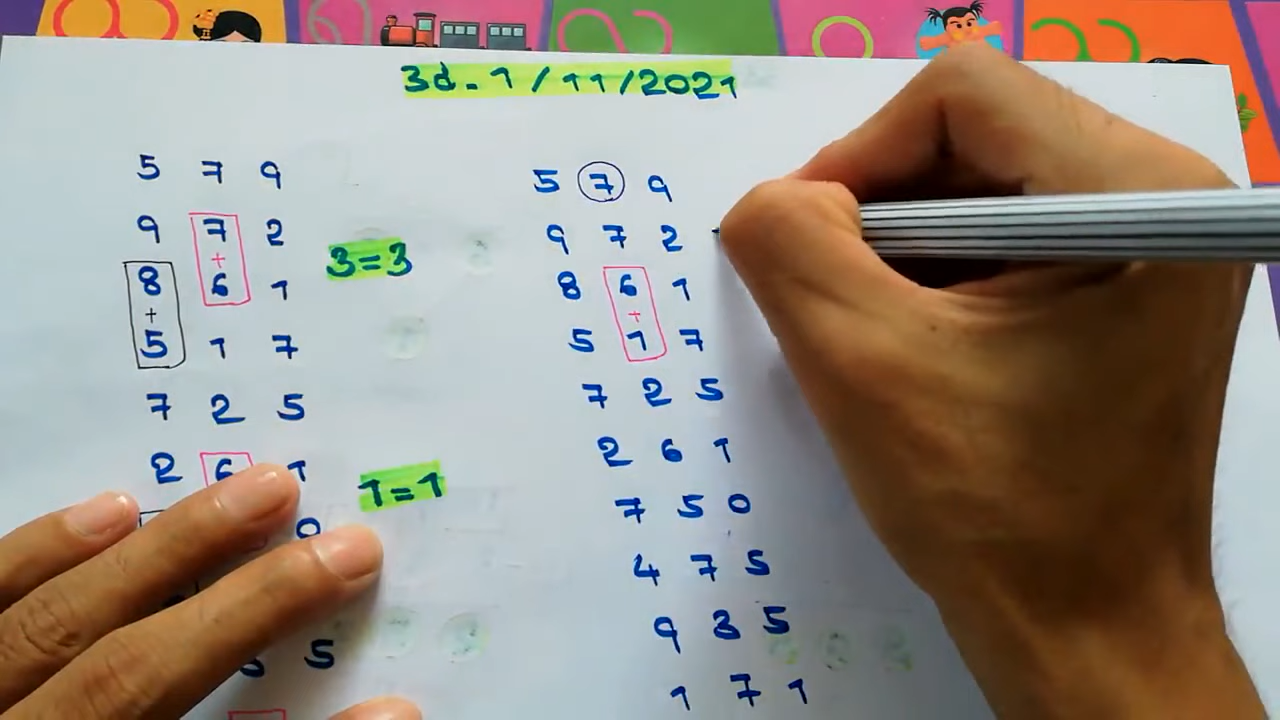 3d. 1/11/2021
5 7 9
9 7 2
+
8 6 1
+
5 1 7
7 2 5
2 6 1
0
5
3=3
1=1
5 7 9
9 7 2
8 6 1
+
5 1 7
7 2 5
2 6 1
7 5 0
4 7 5
9 3 5
1 7 1